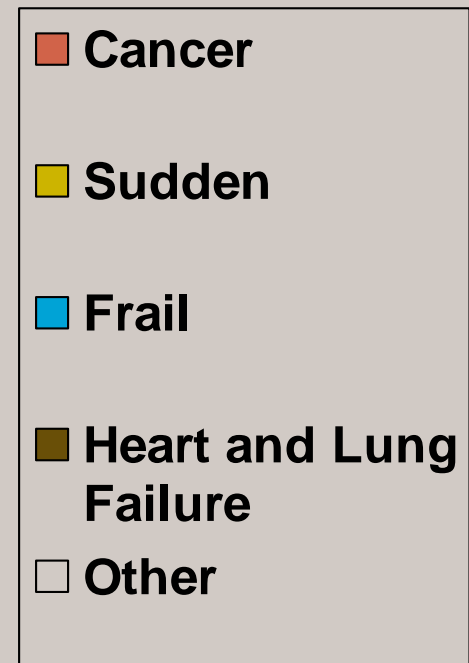 Cancer
Sudden
Frail
Heart and Lung
Failure
Other